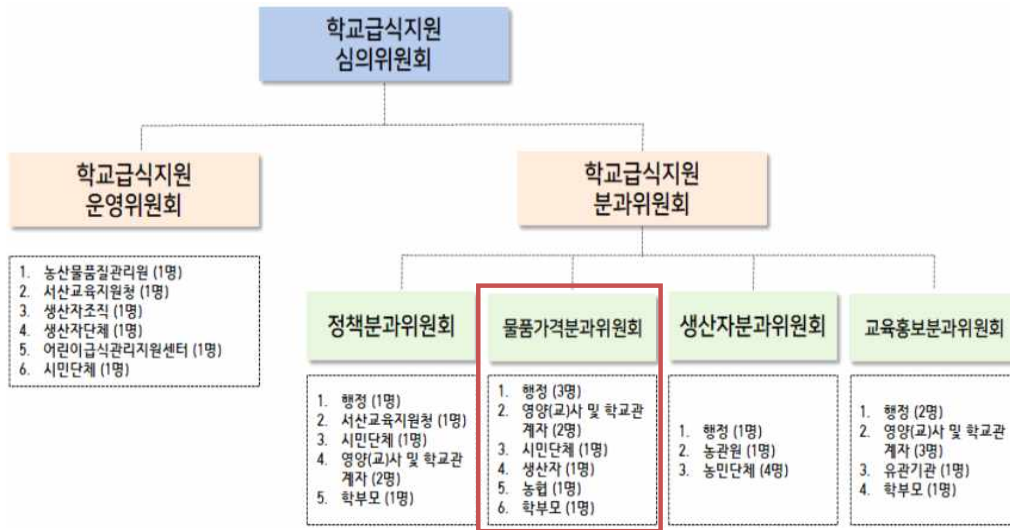 학교급식지원
심의위원회
학교급식지원
운영위원회
1. 농산물품질관리원 (1명)
2. 서산교육지원청 (1명)
3. 생산자조직 (1명)
4. 생산자단체 (1명)
5. 어린이급식관리지원센터 (1명)
6. 시민단체 (1명)
학교급식지원
분과위원회
정책분과위원회
1. 행정 (1명)
2. 서산교육지원청 (1명)
3. 시민단체 (1명)
4. 영양(교)사 및 학교관
계자 (2명)
5. 학부모 (1명)
물품가격분과위원회
1. 행정 (3명)
2. 영양(교)사 및 학교관
계자 (2명)
3. 시민단체 (1명)
4. 생산자 (1명)
5. 농협 (1명)
6. 학부모 (1명)
생산자분과위원회
1. 행정 (1명)
2. 농관원 (1명)
3. 농민단체 (4명)
교육홍보분과위원회
1. 행정 (2명)
2. 영양(교)사 및 학교관
계자 (3명)
3. 유관기관 (1명)
4. 학부모 (1명)